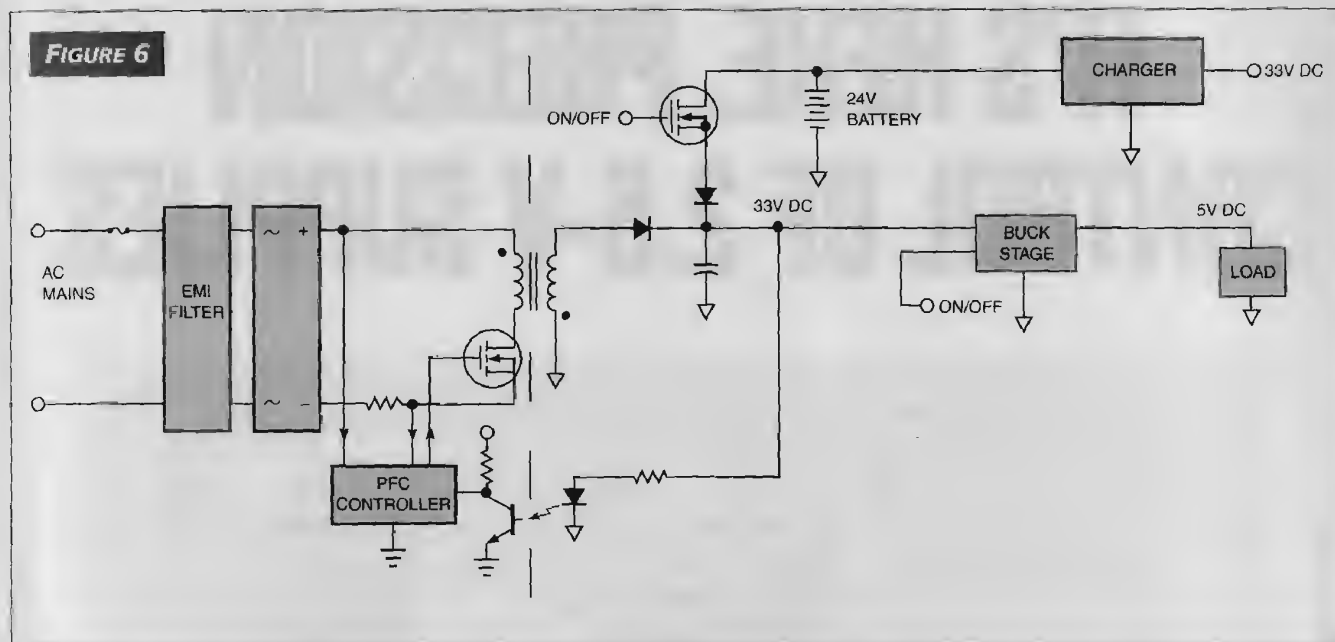 FIGURE 6
CHARGER
33V DC
ON/OFF
24V
BATTERY
33V DC
5V DC
BUCK
STAGE
LOAD
ON/OFF
AC
MAINS
EMI
FILTER
~ +
~ −
PFC
CONTROLLER